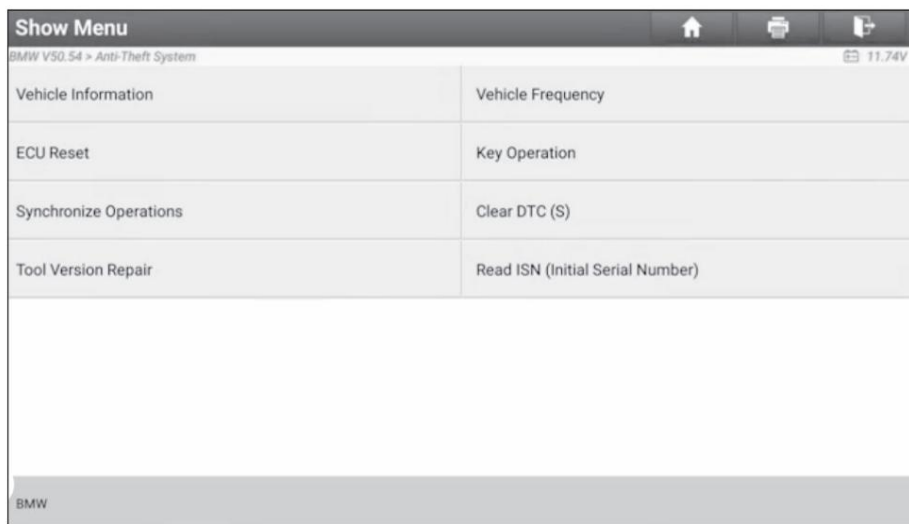 Show Menu
BMW V50.54 > Anti-Theft System 11.74V
Vehicle Information Vehicle Frequency
ECU Reset Key Operation
Synchronize Operations Clear DTC (S)
Tool Version Repair Read ISN (Initial Serial Number)
BMW